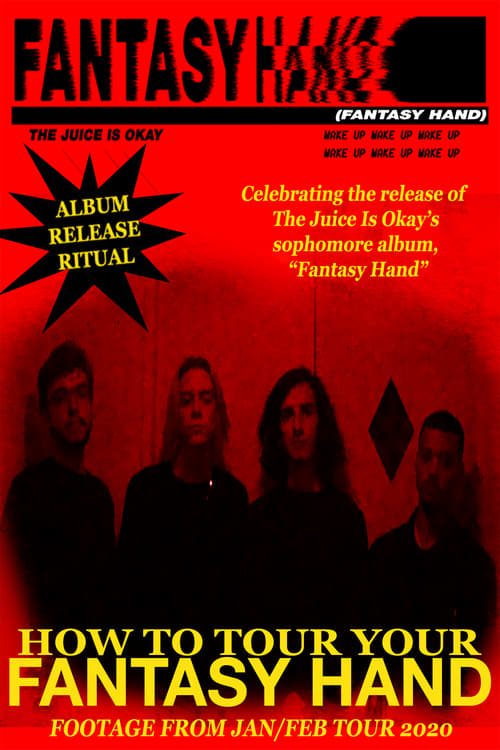 FANTASY HAND
(FANTASY HAND)
THE JUICE IS OKAY
WAKE UP WAKE UP WAKE UP
WAKE UP WAKE UP WAKE UP
ALBUM
RELEASE
RITUAL
Celebrating the release of
The Juice Is Okay's
sophomore album,
“Fantasy Hand”
HOW TO TOUR YOUR
FANTASY HAND
FOOTAGE FROM JAN/FEB TOUR 2020